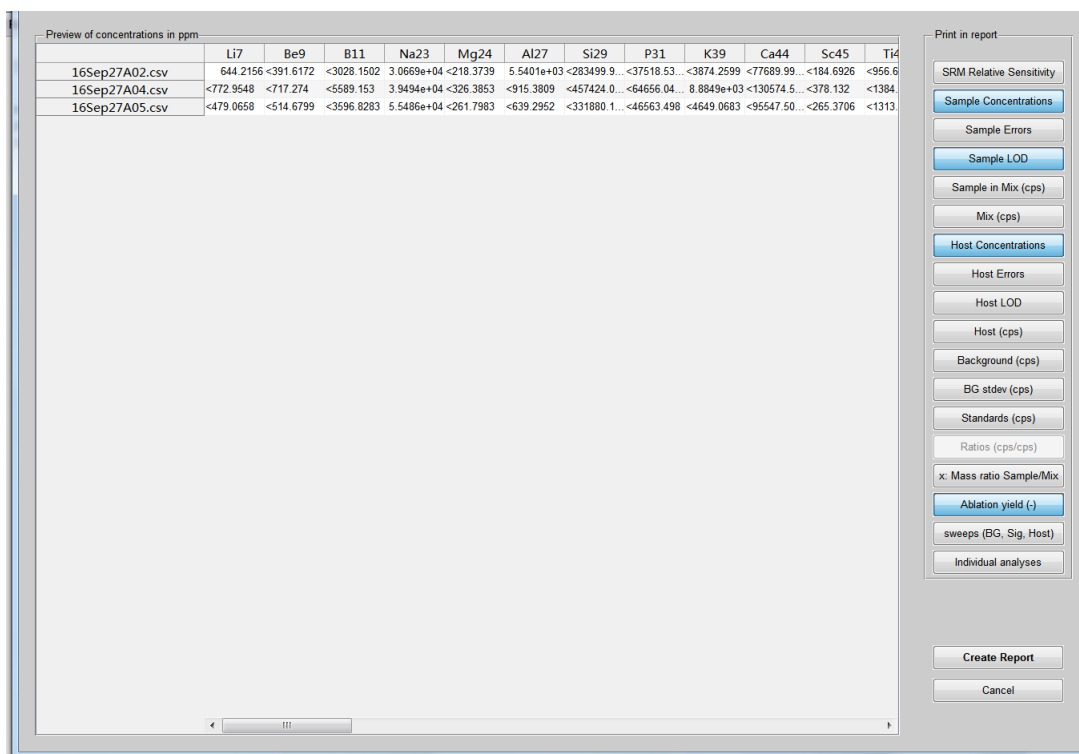 Preview of concentrations in ppm
Li7 Be9 B11 Na23 Mg24 Al27 Si29 P31 K39 Ca44 Sc45 Ti4
16Sep27A02.csv 644.2156 <391.6172 <3028.1502 3.0669e+04 <218.3739 5.5401e+03 <283499.9... <37518.53... <3874.2599 <77689.99... <184.6926 <956.6
16Sep27A04.csv <772.9548 <717.274 <5589.153 3.9494e+04 <326.3853 <915.3809 <457424.0... <64656.04... 8.8849e+03 <130574.5... <378.132 <1384.
16Sep27A05.csv <479.0658 <514.6799 <3596.8283 5.5486e+04 <261.7983 <639.2952 <331880.1... <46563.498 <4649.0683 <95547.50... <265.3706 <1313.
Print in report
SRM Relative Sensitivity
Sample Concentrations
Sample Errors
Sample LOD
Sample in Mix (cps)
Mix (cps)
Host Concentrations
Host Errors
Host LOD
Host (cps)
Background (cps)
BG stdev (cps)
Standards (cps)
Ratios (cps/cps)
x: Mass ratio Sample/Mix
Ablation yield (-)
sweeps (BG, Sig, Host)
Individual analyses
Create Report
Cancel